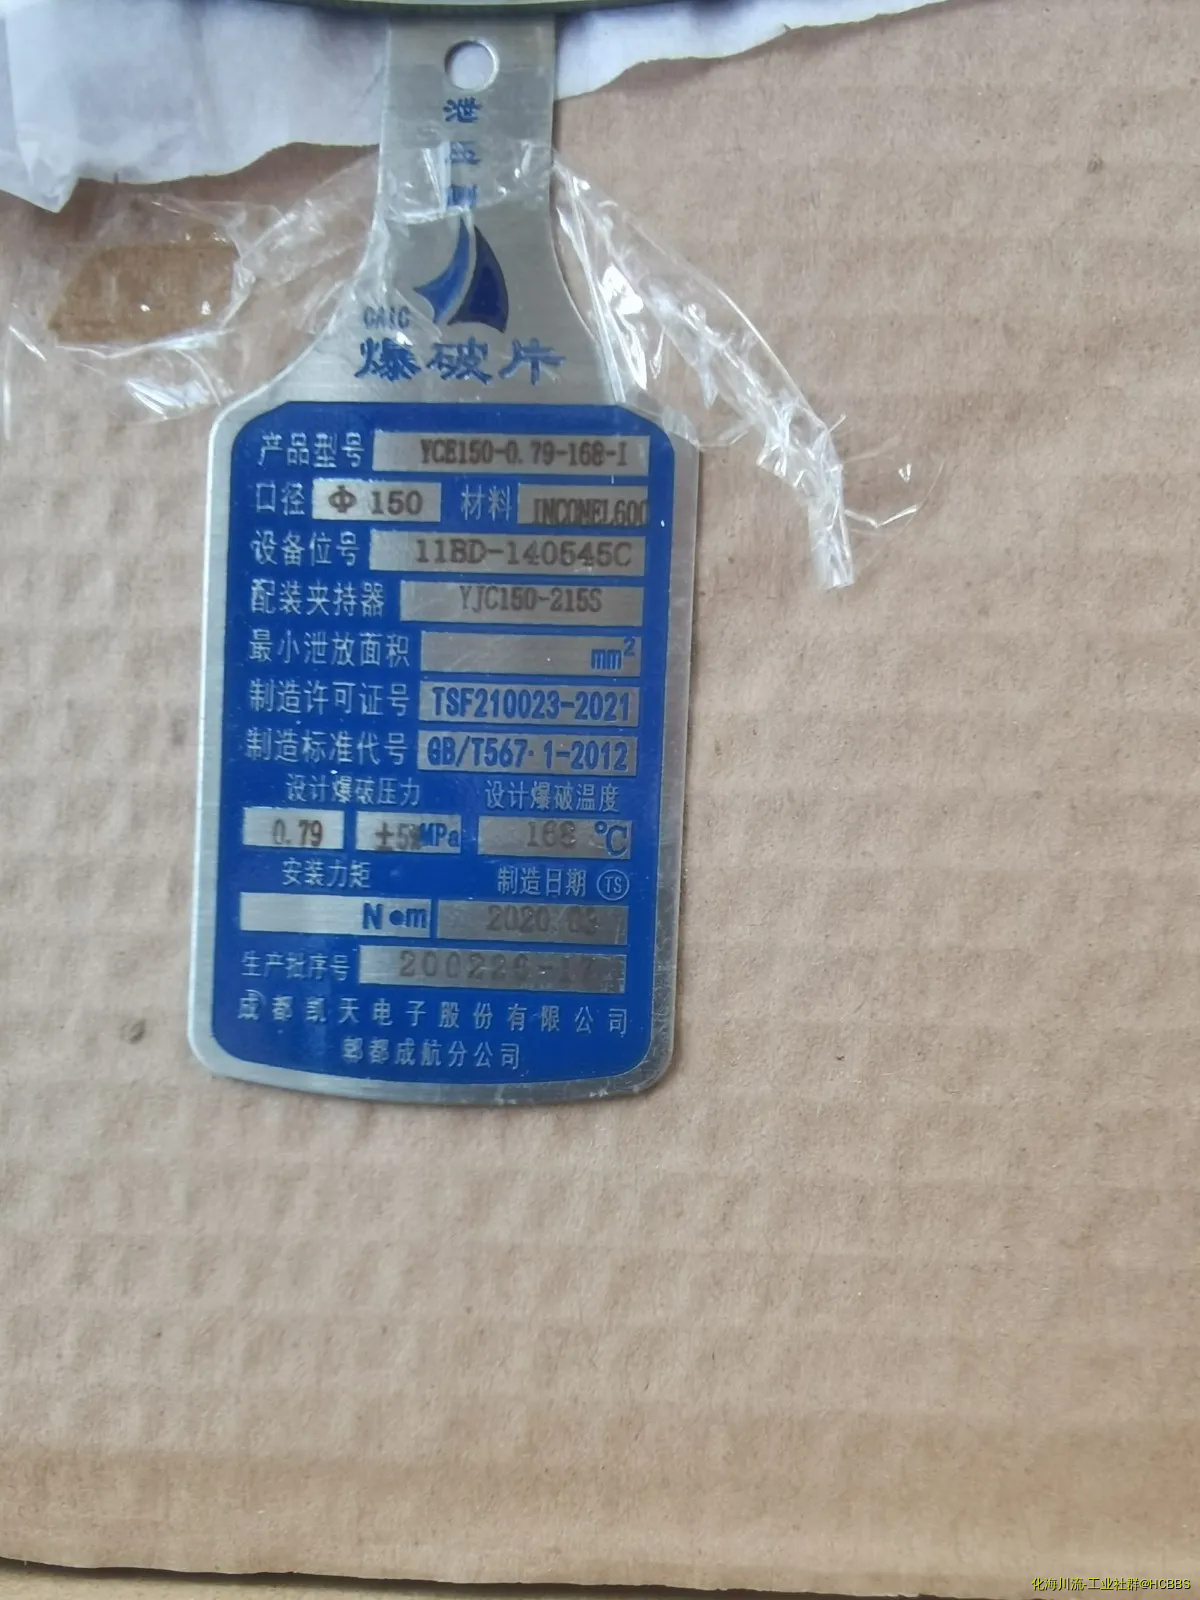 泄
压
侧
CAIC
爆破片
产品型号 YCE150-0.79-168-I
口径 Φ 150 材料 INCONEL600
设备位号 11BD-140545C
配装夹持器 YJC150-215S
最小泄放面积 mm²
制造许可证号 TSF210023-2021
制造标准代号 GB/T567·1-2012
设计爆破压力 设计爆破温度
0.79 ±5%MPa 168 ℃
安装力矩 制造日期 TS
N•m 2020 03
生产批序号
成都凯天电子股份有限公司
郫都成航分公司
化海川流-工业社群@HCBBS